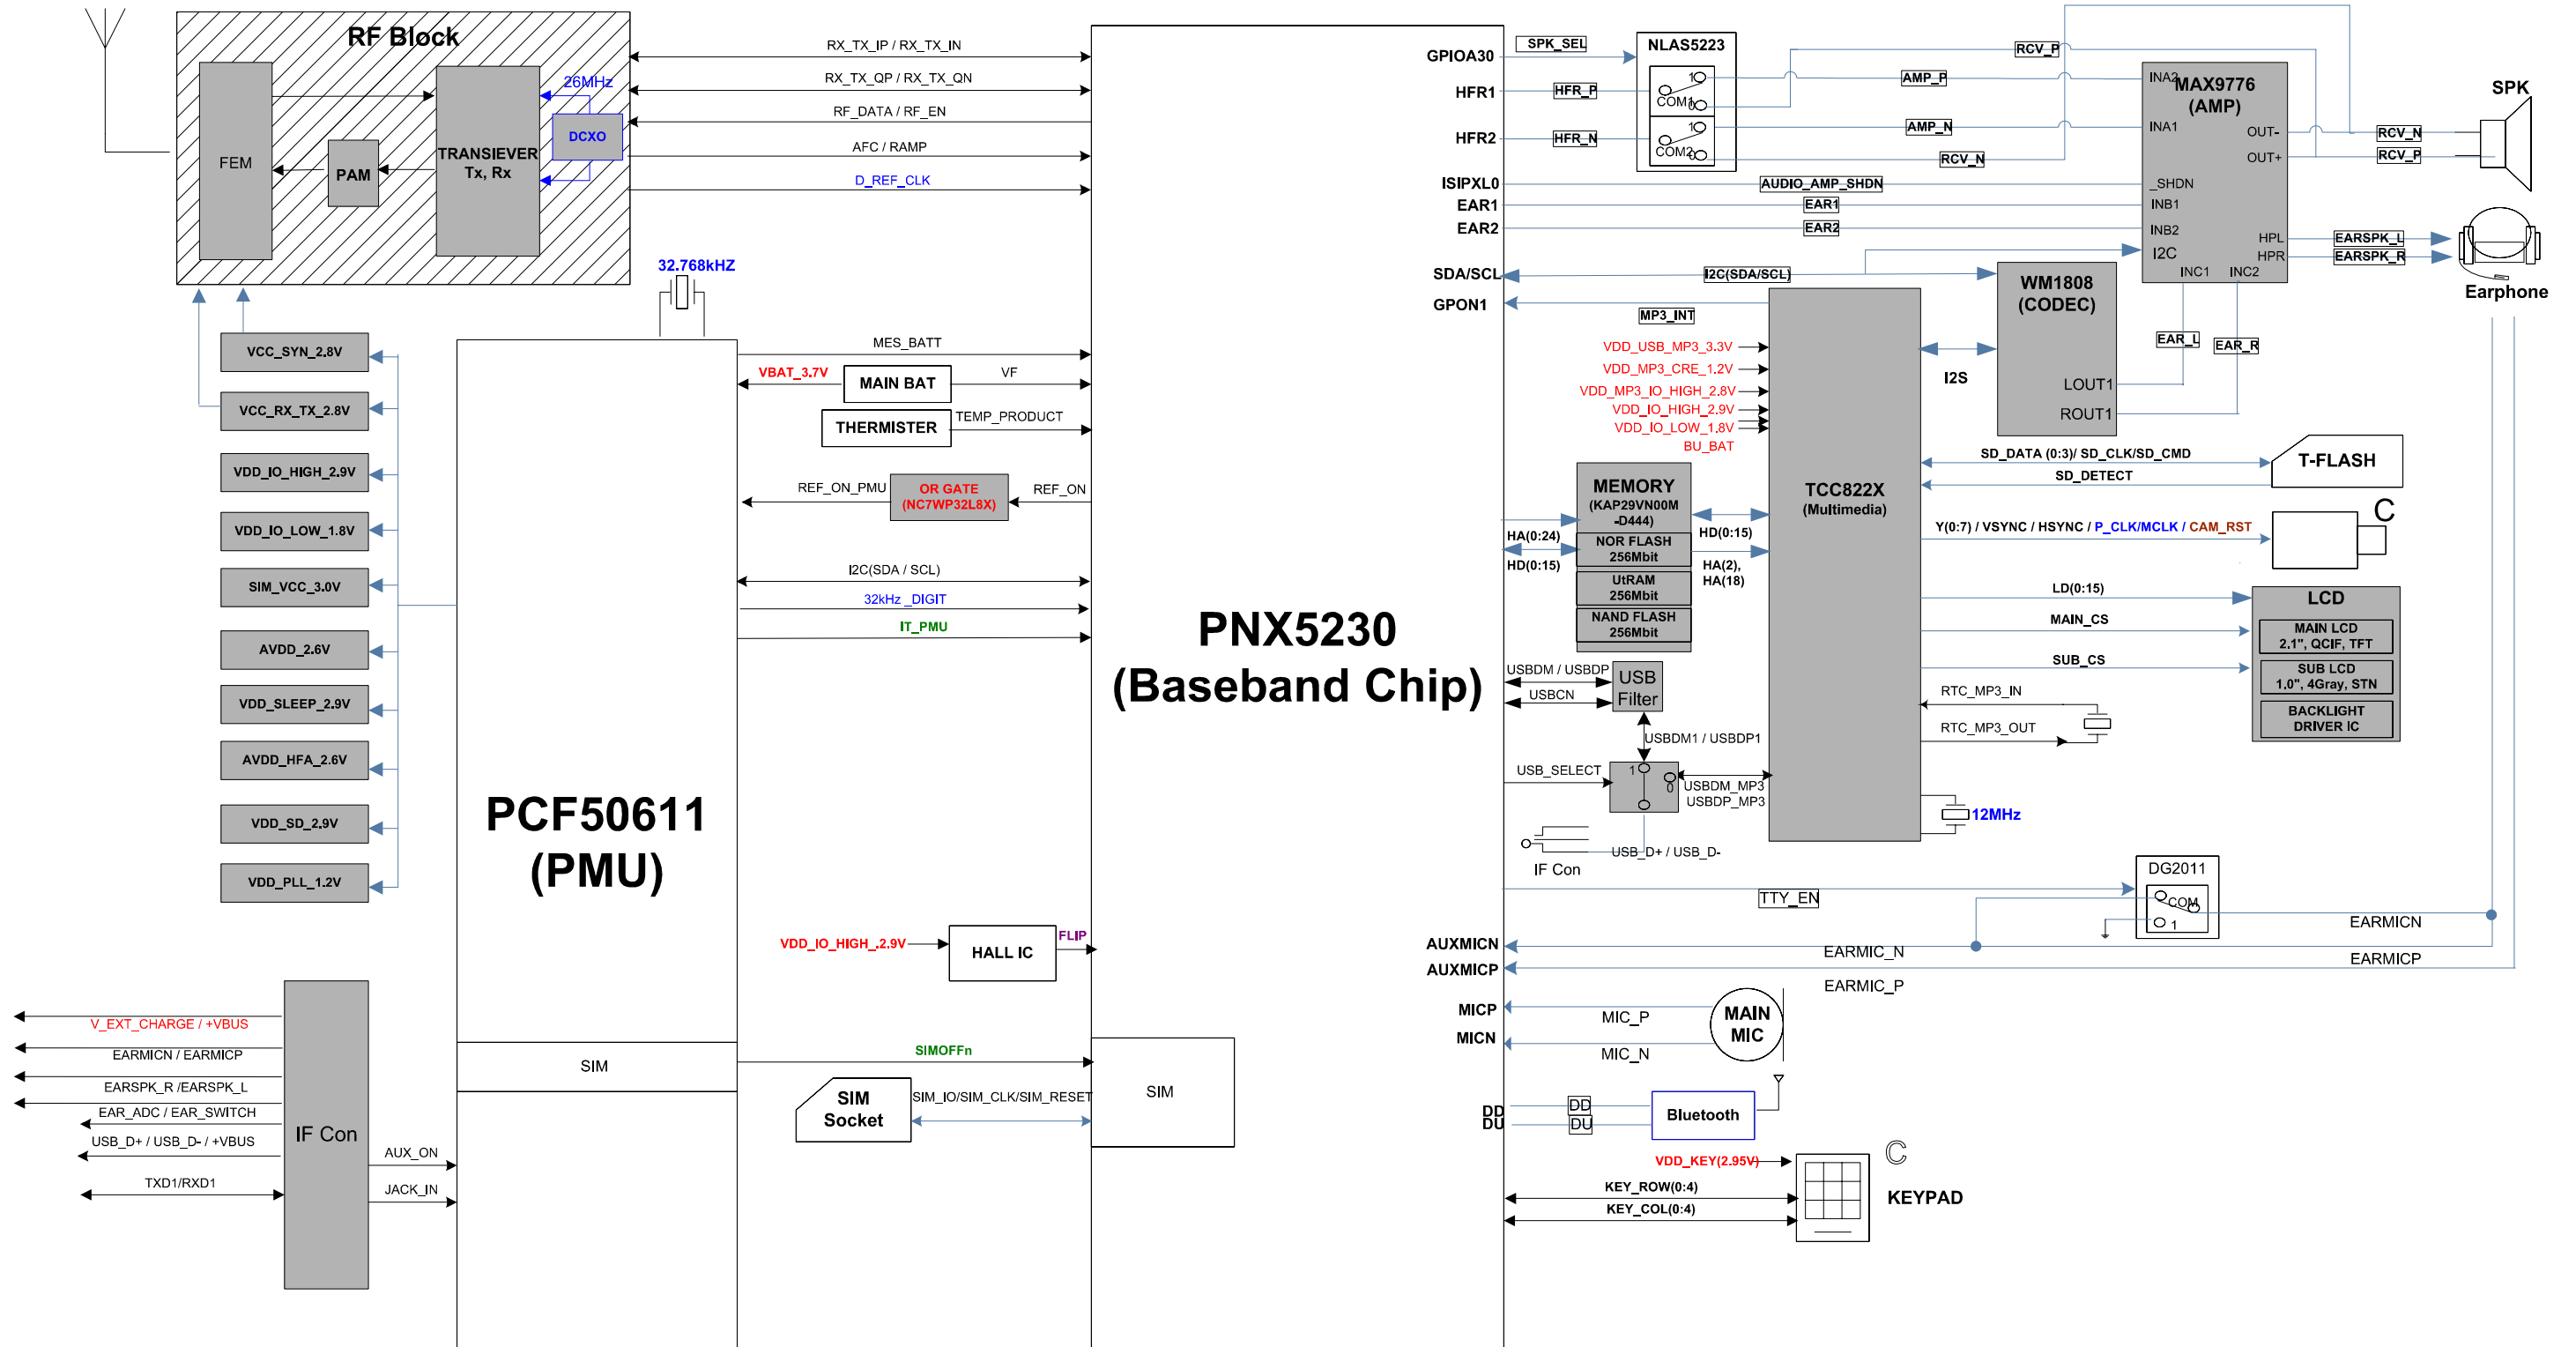 RF Block
26MHz
FEM
PAM
TRANSIEVER
Tx, Rx
DCXO
RX_TX_IP / RX_TX_IN
RX_TX_QP / RX_TX_QN
RF_DATA / RF_EN
AFC / RAMP
D_REF_CLK
32.768kHZ
VCC_SYN_2.8V
VCC_RX_TX_2.8V
VDD_IO_HIGH_2.9V
VDD_IO_LOW_1.8V
SIM_VCC_3.0V
AVDD_2.6V
VDD_SLEEP_2.9V
AVDD_HFA_2.6V
VDD_SD_2.9V
VDD_PLL_1.2V
PCF50611
(PMU)
SIM
MES_BATT
VBAT_3.7V
MAIN BAT
VF
THERMISTER
TEMP_PRODUCT
REF_ON_PMU
OR GATE
(NC7WP32L8X)
REF_ON
I2C(SDA / SCL)
32kHz _DIGIT
IT_PMU
VDD_IO_HIGH_.2.9V
HALL IC
FLIP
SIMOFFn
SIM
Socket
SIM_IO/SIM_CLK/SIM_RESET
SIM
V_EXT_CHARGE / +VBUS
EARMICN / EARMICP
EARSPK_R /EARSPK_L
EAR_ADC / EAR_SWITCH
USB_D+ / USB_D- / +VBUS
TXD1/RXD1
IF Con
AUX_ON
JACK_IN
PNX5230
(Baseband Chip)
GPIOA30
HFR1
HFR2
ISIPXL0
EAR1
EAR2
SDA/SCL
GPON1
SPK_SEL
HFR_P
HFR_N
NLAS5223
1
COM1
0
1
COM2
0
RCV_P
AMP_P
AMP_N
RCV_N
AUDIO_AMP_SHDN
EAR1
EAR2
I2C(SDA/SCL)
MP3_INT
INA2
MAX9776
(AMP)
INA1
OUT-
OUT+
_SHDN
INB1
INB2
HPL
HPR
I2C
INC1
INC2
RCV_N
RCV_P
SPK
EARSPK_L
EARSPK_R
Earphone
WM1808
(CODEC)
LOUT1
ROUT1
EAR_L
EAR_R
I2S
VDD_USB_MP3_3.3V
VDD_MP3_CRE_1.2V
VDD_MP3_IO_HIGH_2.8V
VDD_IO_HIGH_2.9V
VDD_IO_LOW_1.8V
BU_BAT
TCC822X
(Multimedia)
MEMORY
(KAP29VN00M
-D444)
NOR FLASH
256Mbit
UtRAM
256Mbit
NAND FLASH
256Mbit
HA(0:24)
HD(0:15)
HD(0:15)
HA(2),
HA(18)
SD_DATA (0:3)/ SD_CLK/SD_CMD
SD_DETECT
T-FLASH
Y(0:7) / VSYNC / HSYNC / P_CLK/MCLK / CAM_RST
C
LD(0:15)
MAIN_CS
SUB_CS
LCD
MAIN LCD
2.1", QCIF, TFT
SUB LCD
1.0", 4Gray, STN
BACKLIGHT
DRIVER IC
RTC_MP3_IN
RTC_MP3_OUT
12MHz
USBDM / USBDP
USBCN
USB
Filter
USBDM1 / USBDP1
USB_SELECT
1
0
USBDM_MP3
USBDP_MP3
IF Con
USB_D+ / USB_D-
TTY_EN
DG2011
COM
1
EARMICN
EARMICP
AUXMICN
AUXMICP
EARMIC_N
EARMIC_P
MICP
MICN
MIC_P
MIC_N
MAIN
MIC
DD
DU
DD
DU
Bluetooth
VDD_KEY(2.95V)
C
KEY_ROW(0:4)
KEY_COL(0:4)
KEYPAD